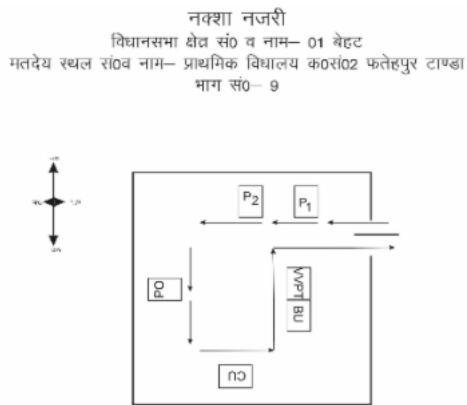 नक्शा नजरी
विधानसभा क्षेत्र सं0 व नाम– 01 बेहट
मतदेय स्थल सं0व नाम– प्राथमिक विधालय क0सं02 फतेहपुर टाण्डा
भाग सं0– 9
P2
P1
PO
VVPT
BU
CU